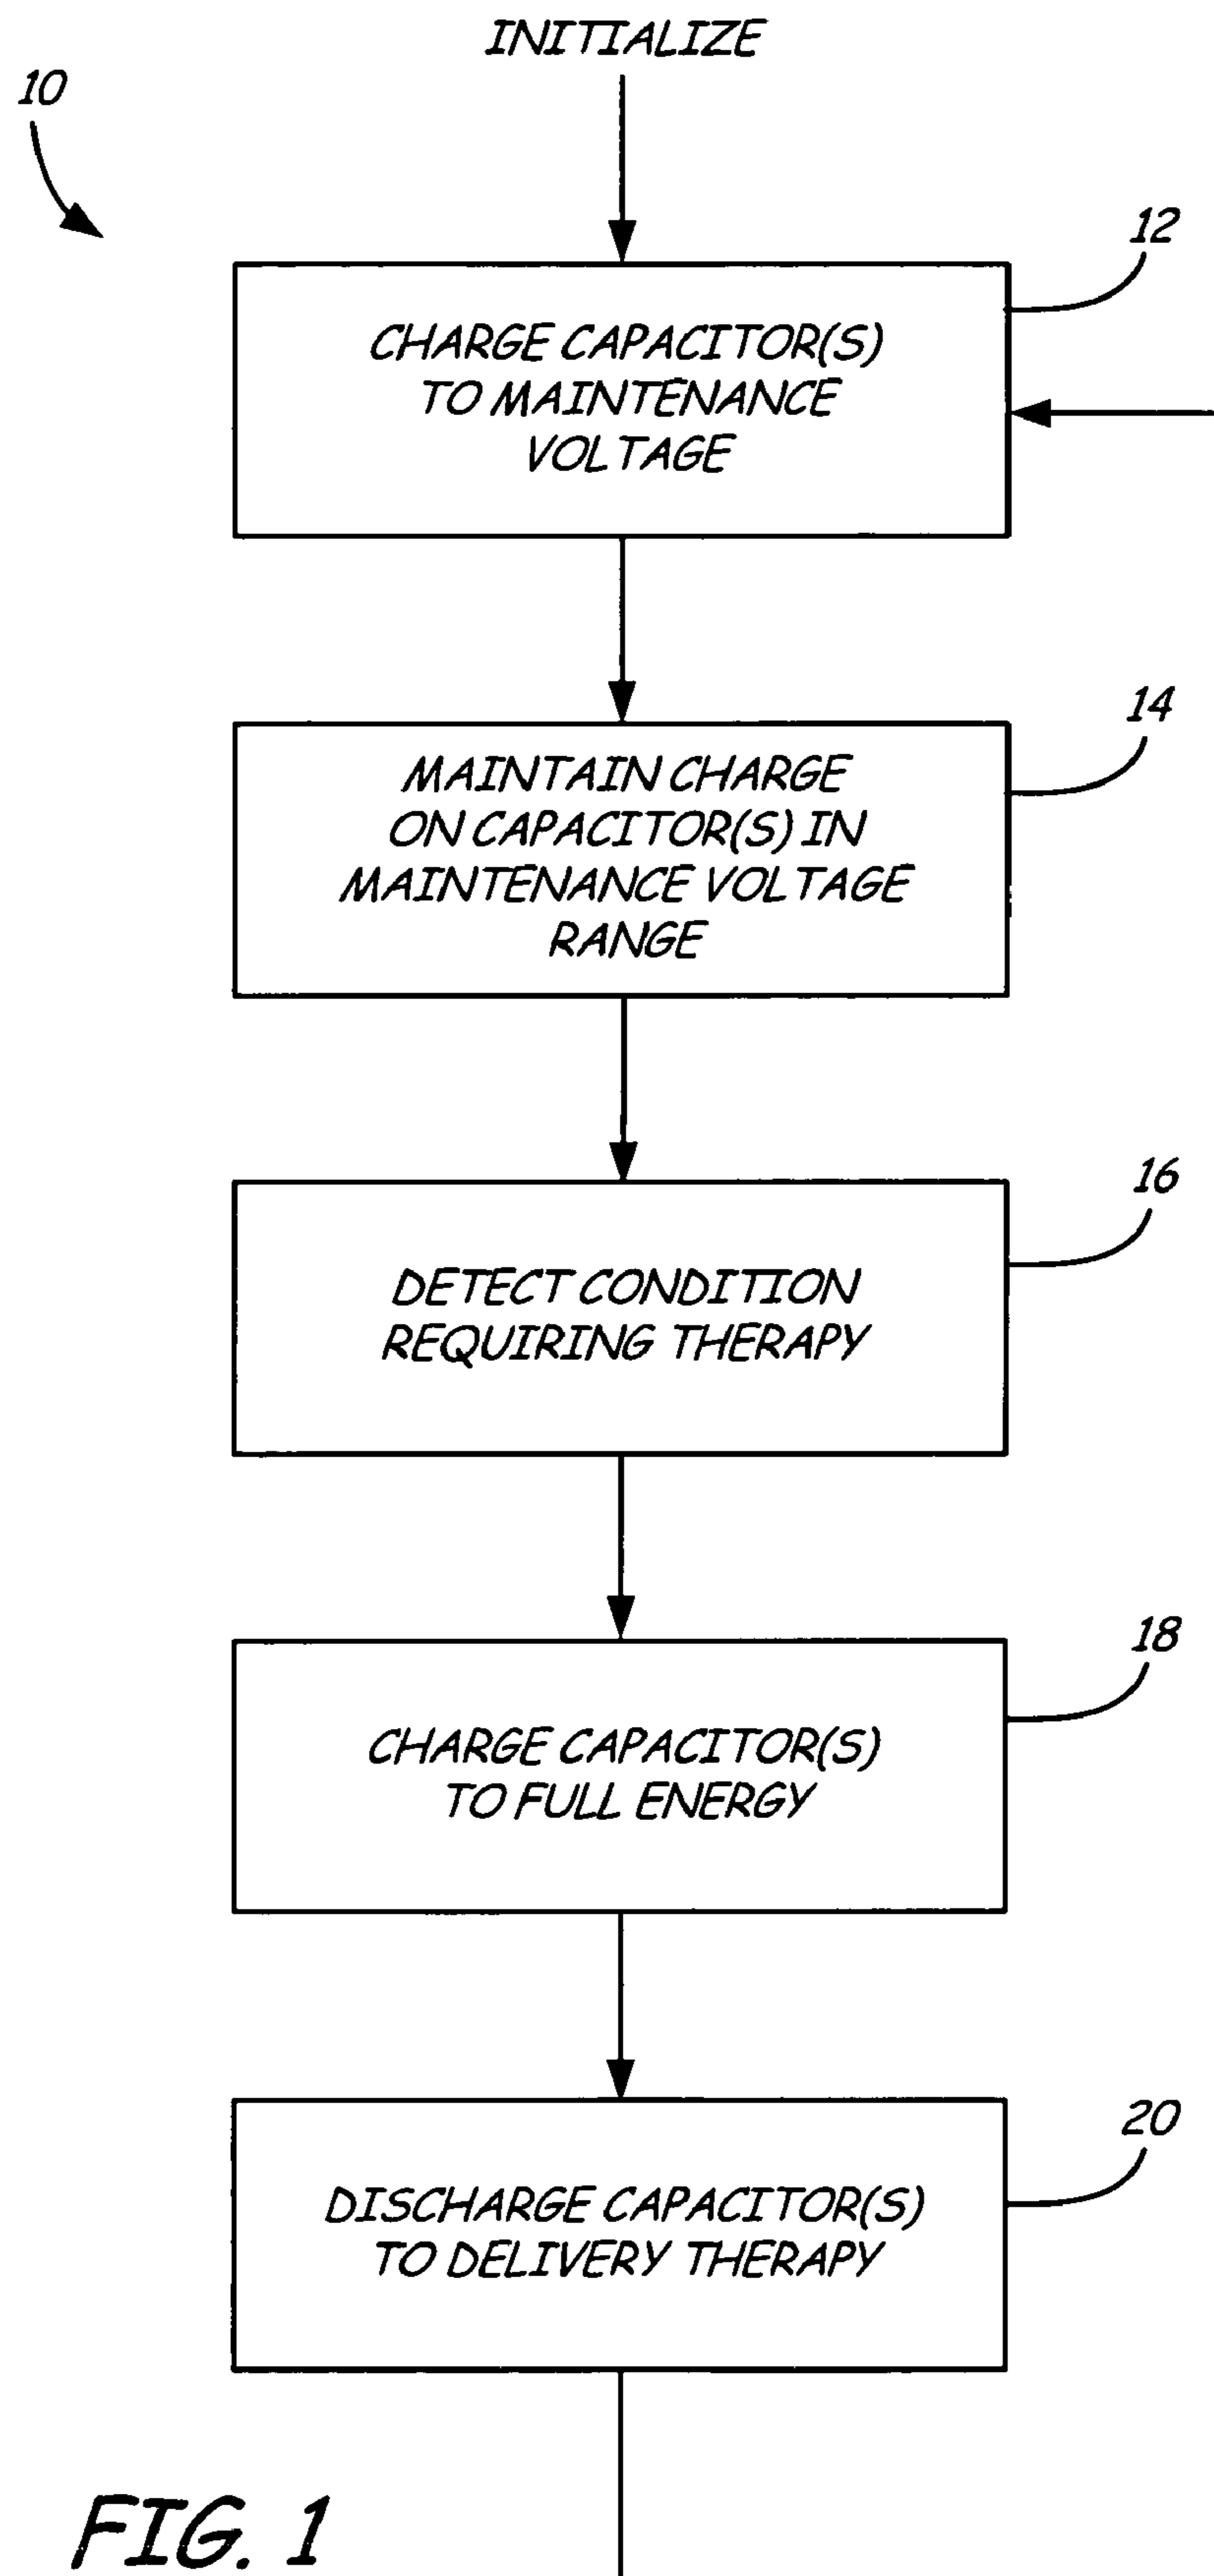 INITIALIZE
10
12
CHARGE CAPACITOR(S)
TO MAINTENANCE
VOLTAGE
14
MAINTAIN CHARGE
ON CAPACITOR(S) IN
MAINTENANCE VOLTAGE
RANGE
16
DETECT CONDITION
REQUIRING THERAPY
18
CHARGE CAPACITOR(S)
TO FULL ENERGY
20
DISCHARGE CAPACITOR(S)
TO DELIVERY THERAPY
FIG. 1